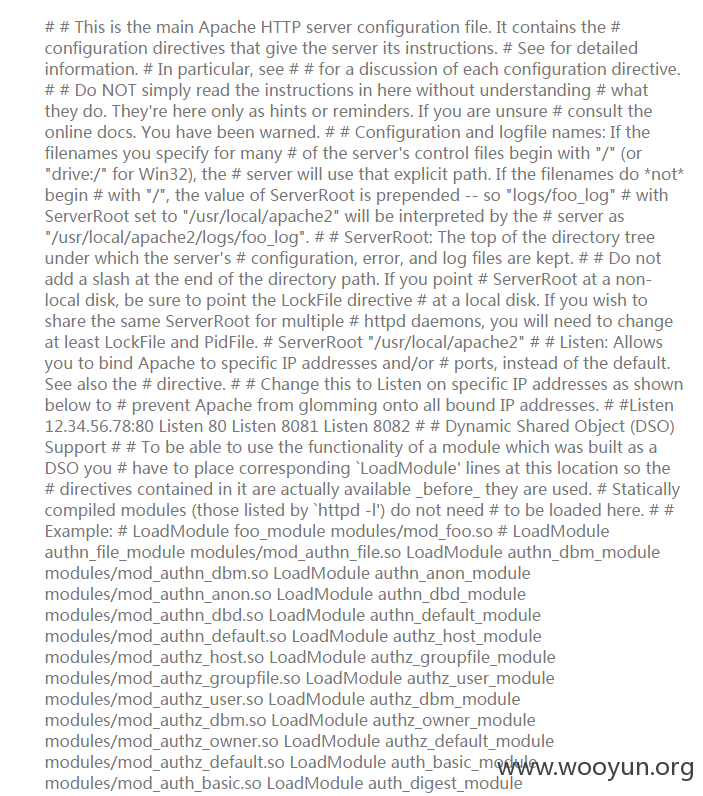 # # This is the main Apache HTTP server configuration file. It contains the #
configuration directives that give the server its instructions. # See for detailed
information. # In particular, see # # for a discussion of each configuration directive.
# # Do NOT simply read the instructions in here without understanding # what
they do. They're here only as hints or reminders. If you are unsure # consult the
online docs. You have been warned. # # Configuration and logfile names: If the
filenames you specify for many # of the server's control files begin with "/" (or
"drive:/" for Win32), the # server will use that explicit path. If the filenames do *not*
begin # with "/", the value of ServerRoot is prepended -- so "logs/foo_log" # with
ServerRoot set to "/usr/local/apache2" will be interpreted by the # server as
"/usr/local/apache2/logs/foo_log". # # ServerRoot: The top of the directory tree
under which the server's # configuration, error, and log files are kept. # # Do not
add a slash at the end of the directory path. If you point # ServerRoot at a non-
local disk, be sure to point the LockFile directive # at a local disk. If you wish to
share the same ServerRoot for multiple # httpd daemons, you will need to change
at least LockFile and PidFile. # ServerRoot "/usr/local/apache2" # # Listen: Allows
you to bind Apache to specific IP addresses and/or # ports, instead of the default.
See also the # directive. # # Change this to Listen on specific IP addresses as shown
below to # prevent Apache from glomming onto all bound IP addresses. # #Listen
12.34.56.78:80 Listen 80 Listen 8081 Listen 8082 # # Dynamic Shared Object (DSO)
Support # # To be able to use the functionality of a module which was built as a
DSO you # have to place corresponding `LoadModule' lines at this location so the
# directives contained in it are actually available _before_ they are used. # Statically
compiled modules (those listed by `httpd -l') do not need # to be loaded here. # #
Example: # LoadModule foo_module modules/mod_foo.so # LoadModule
authn_file_module modules/mod_authn_file.so LoadModule authn_dbm_module
modules/mod_authn_dbm.so LoadModule authn_anon_module
modules/mod_authn_anon.so LoadModule authn_dbd_module
modules/mod_authn_dbd.so LoadModule authn_default_module
modules/mod_authn_default.so LoadModule authz_host_module
modules/mod_authz_host.so LoadModule authz_groupfile_module
modules/mod_authz_groupfile.so LoadModule authz_user_module
modules/mod_authz_user.so LoadModule authz_dbm_module
modules/mod_authz_dbm.so LoadModule authz_owner_module
modules/mod_authz_owner.so LoadModule authz_default_module
modules/mod_authz_default.so LoadModule auth_basic_module
www.wooyun.org
modules/mod_auth_basic.so LoadModule auth_digest_module